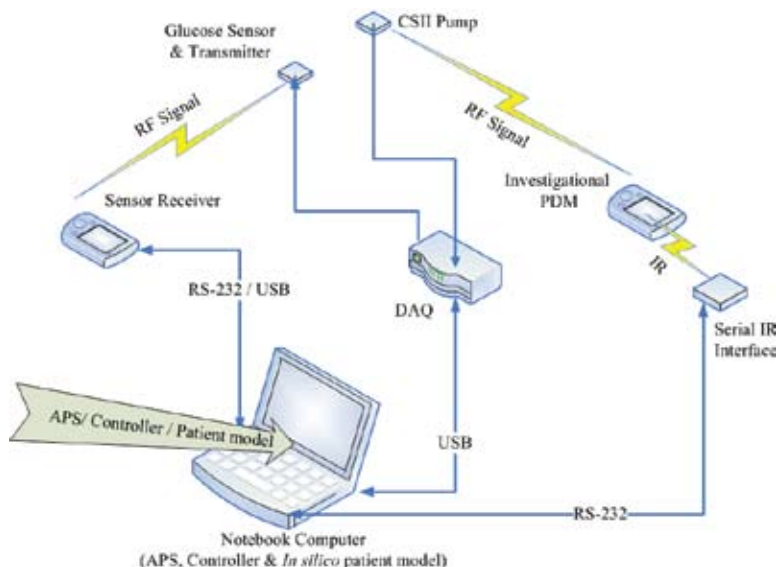 CSII Pump
Glucose Sensor
& Transmitter
RF Signal
RF Signal
Investigational
PDM
Sensor Receiver
IR
RS-232 / USB
DAQ
Serial IR
Interface
APS/ Controller / Patient model
USB
RS-232
Notebook Computer
(APS, Controller & In silico patient model)